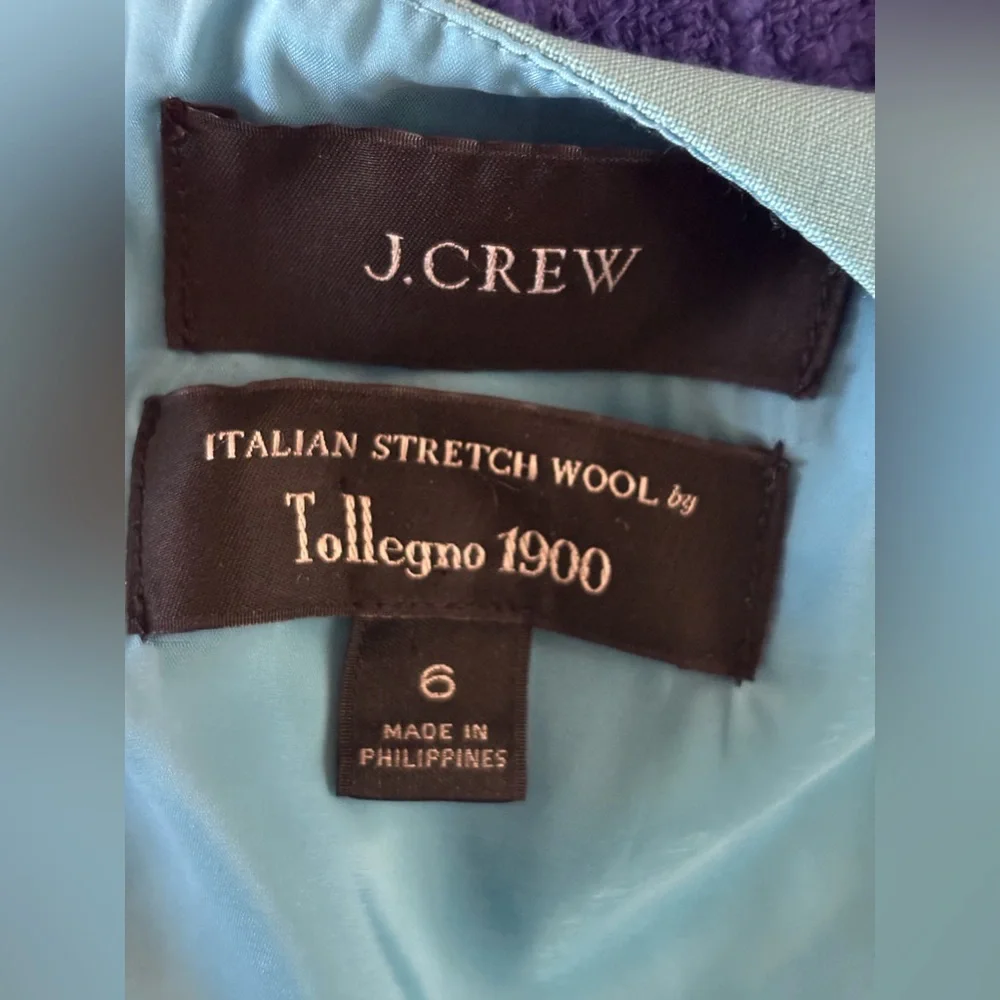 J.CREW
ITALIAN STRETCH WOOL by
Tollegno 1900
6
MADE IN
PHILIPPINES